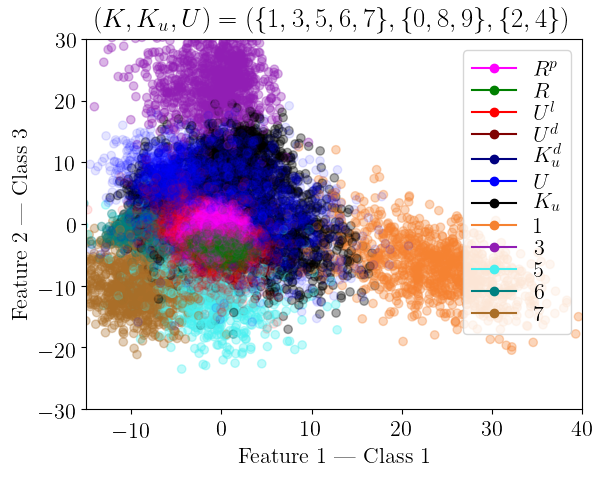 (K, K_u, U) = ({1, 3, 5, 6, 7}, {0, 8, 9}, {2, 4})
30
20
10
0
−10
−20
−30
−10
0
10
20
30
40
Feature 2 — Class 3
Feature 1 — Class 1
R^p
R
U^l
U^d
K_u^d
U
K_u
1
3
5
6
7